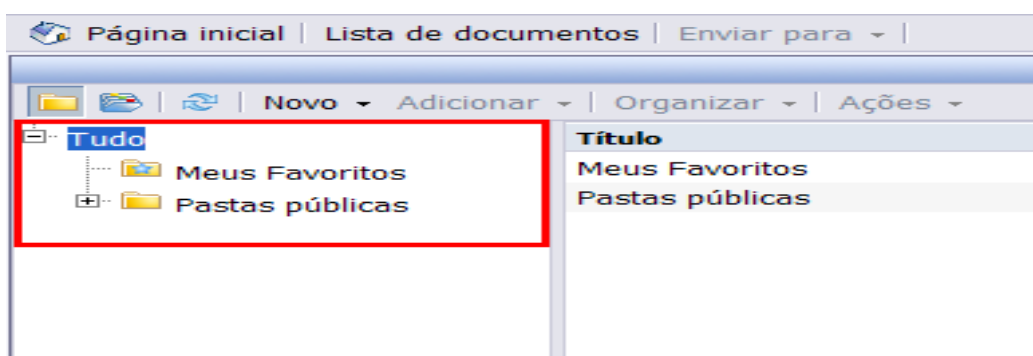 Página inicial | Lista de documentos | Enviar para
Novo Adicionar | Organizar | Ações
Tudo
Meus Favoritos
Pastas públicas
Título
Meus Favoritos
Pastas públicas